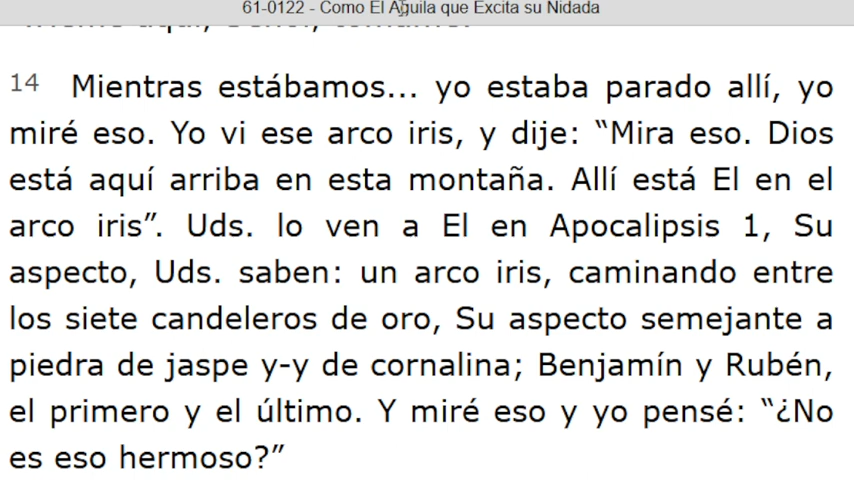 61-0122 - Como El Aguila que Excita su Nidada
14 Mientras estábamos... yo estaba parado allí, yo
miré eso. Yo vi ese arco iris, y dije: “Mira eso. Dios
está aquí arriba en esta montaña. Allí está El en el
arco iris”. Uds. lo ven a El en Apocalipsis 1, Su
aspecto, Uds. saben: un arco iris, caminando entre
los siete candeleros de oro, Su aspecto semejante a
piedra de jaspe y-y de cornalina; Benjamín y Rubén,
el primero y el último. Y miré eso y yo pensé: “¿No
es eso hermoso?”